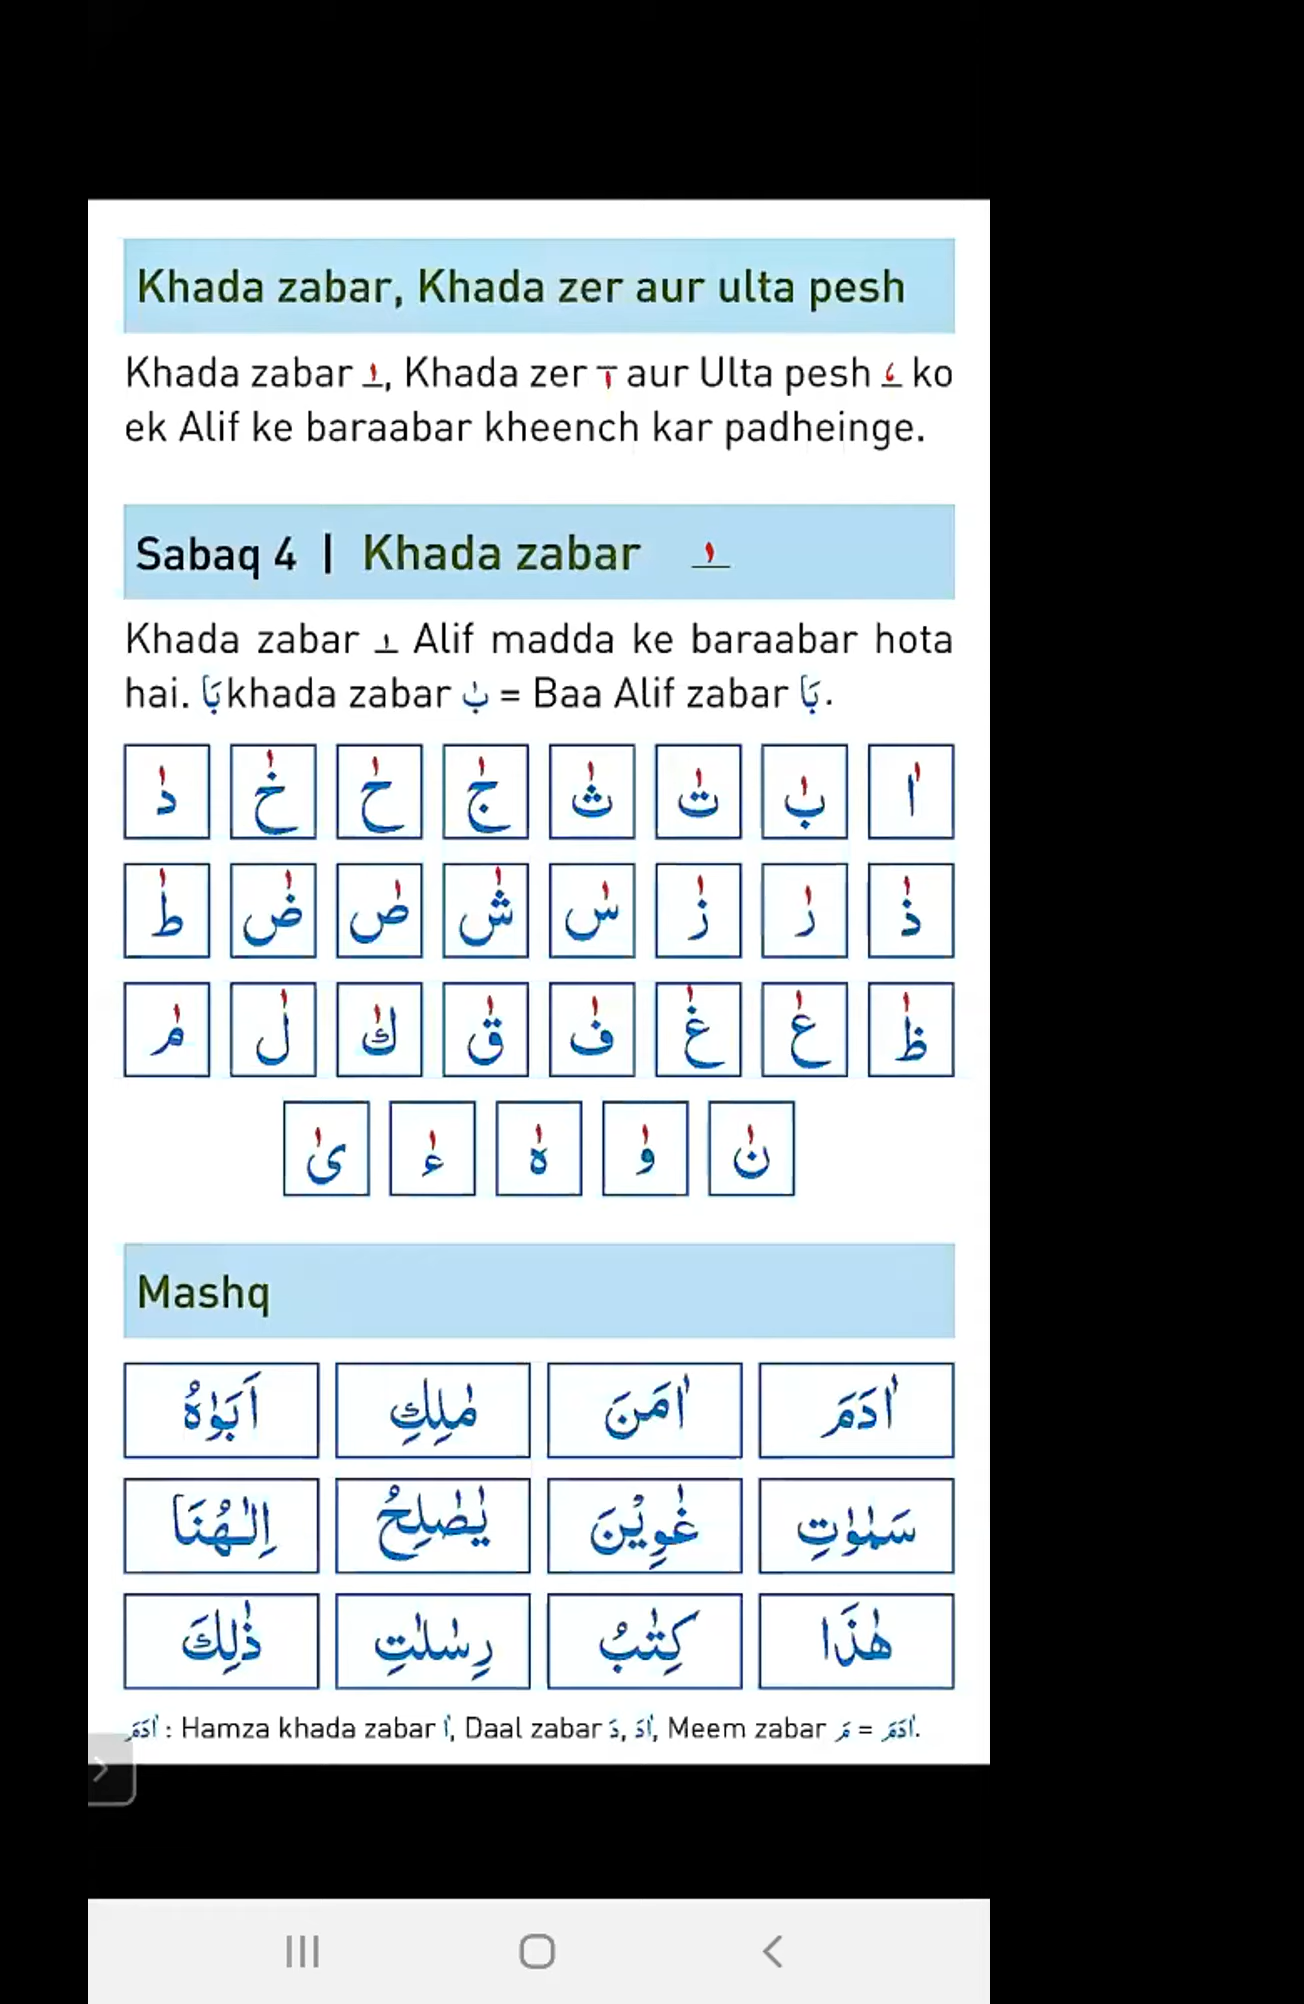 Khada zabar, Khada zer aur ulta pesh
Khada zabar ـٰ, Khada zer ـٖ aur Ulta pesh ـٗ ko
ek Alif ke baraabar kheench kar padheinge.
Sabaq 4 | Khada zabar ـٰ
Khada zabar ـٰ Alif madda ke baraabar hota
hai. بَا khada zabar بٰ = Baa Alif zabar بَا.
اٰ بٰ تٰ ثٰ جٰ حٰ خٰ دٰ
ذٰ رٰ زٰ سٰ شٰ صٰ ضٰ طٰ
ظٰ عٰ غٰ فٰ قٰ كٰ لٰ مٰ
نٰ وٰ هٰ ءٰ یٰ
Mashq
اٰدَمَ اٰمَنَ مٰلِكِ اَبَوٰهُ
سَمٰوٰتِ غٰوِيْنَ يٰصٰلِحُ اِلٰهُنَا
هٰذَا كِتٰبُ رِسٰلٰتِ ذٰلِكَ
اٰدَمَ : Hamza khada zabar اٰ, Daal zabar دَ, اٰدَ, Meem zabar مَ = اٰدَمَ.